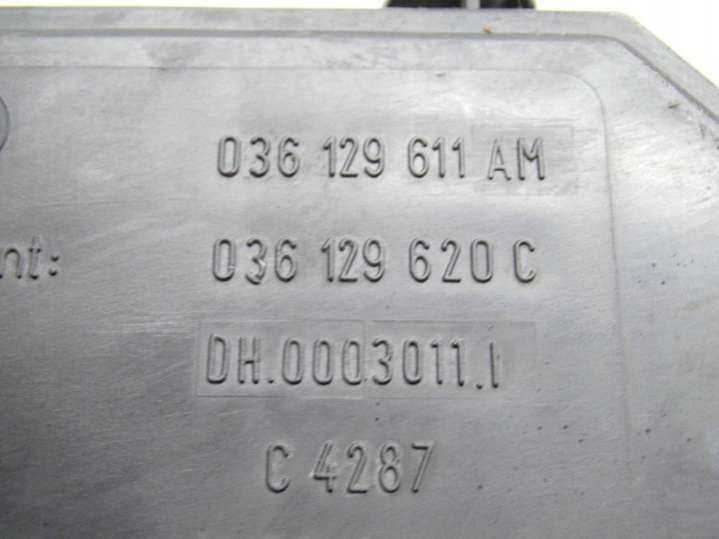 036 129 611 AM
nt: 036 129 620 C
DH.0003011.1
C 4287